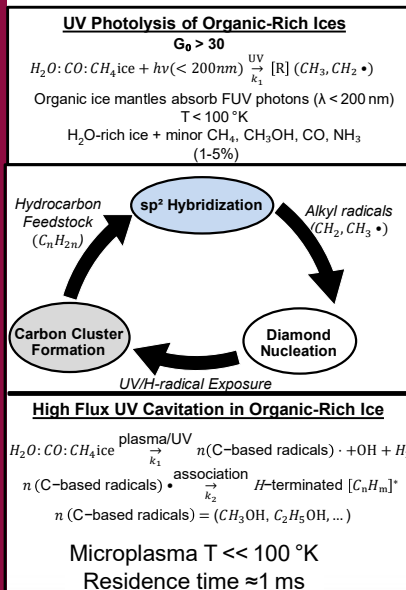 UV Photolysis of Organic-Rich Ices
G₀ > 30
H₂O: CO: CH₄ice + hν(< 200nm) UV→k₁ [R] (CH₃, CH₂ •)
Organic ice mantles absorb FUV photons (λ < 200 nm)
T < 100 °K
H₂O-rich ice + minor CH₄, CH₃OH, CO, NH₃
(1-5%)
Hydrocarbon
Feedstock
(CₙH₂ₙ)
sp² Hybridization
Alkyl radicals
(CH₂, CH₃ •)
Carbon Cluster
Formation
Diamond
Nucleation
UV/H-radical Exposure
High Flux UV Cavitation in Organic-Rich Ice
H₂O: CO: CH₄ice plasma/UV→k₁ n(C−based radicals) · +OH + H
n (C−based radicals) • association→k₂ H-terminated [CₙHₘ]*
n (C−based radicals) = (CH₃OH, C₂H₅OH, …)
Microplasma T << 100 °K
Residence time ≈1 ms